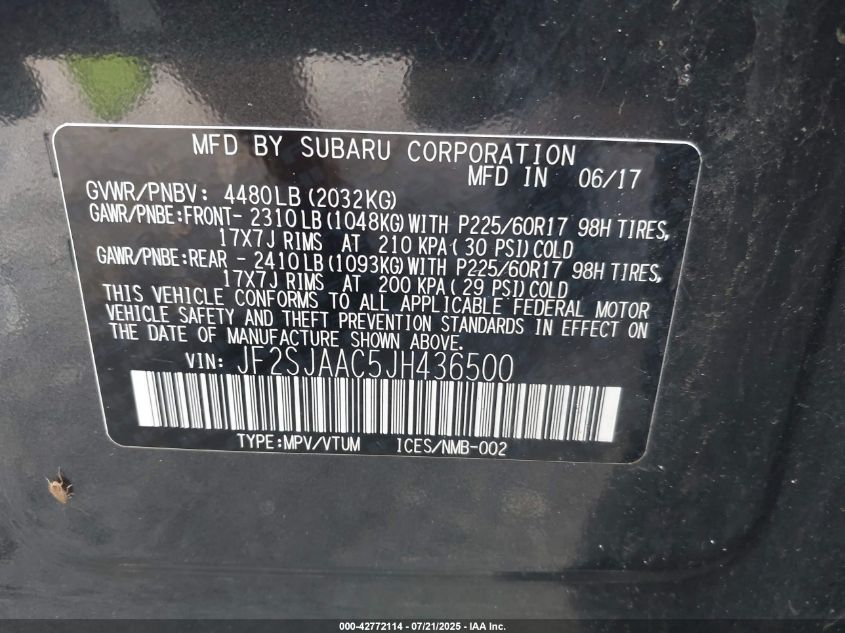 MFD BY SUBARU CORPORATION
MFD IN 06/17
GVWR/PNBV: 4480LB(2032KG)
GAWR/PNBE:FRONT- 2310LB(1048KG)WITH P225/60R17 98H TIRES,
17X7J RIMS AT 210 KPA( 30 PSI)COLD
GAWR/PNBE:REAR - 2410LB(1093KG)WITH P225/60R17 98H TIRES,
17X7J RIMS AT 200 KPA( 29 PSI)COLD
THIS VEHICLE CONFORMS TO ALL APPLICABLE FEDERAL MOTOR
VEHICLE SAFETY AND THEFT PREVENTION STANDARDS IN EFFECT ON
THE DATE OF MANUFACTURE SHOWN ABOVE.
VIN: JF2SJAAC5JH436500
TYPE:MPV/VTUM ICES/NMB-002
000-42772114 - 07/21/2025 - IAA Inc.